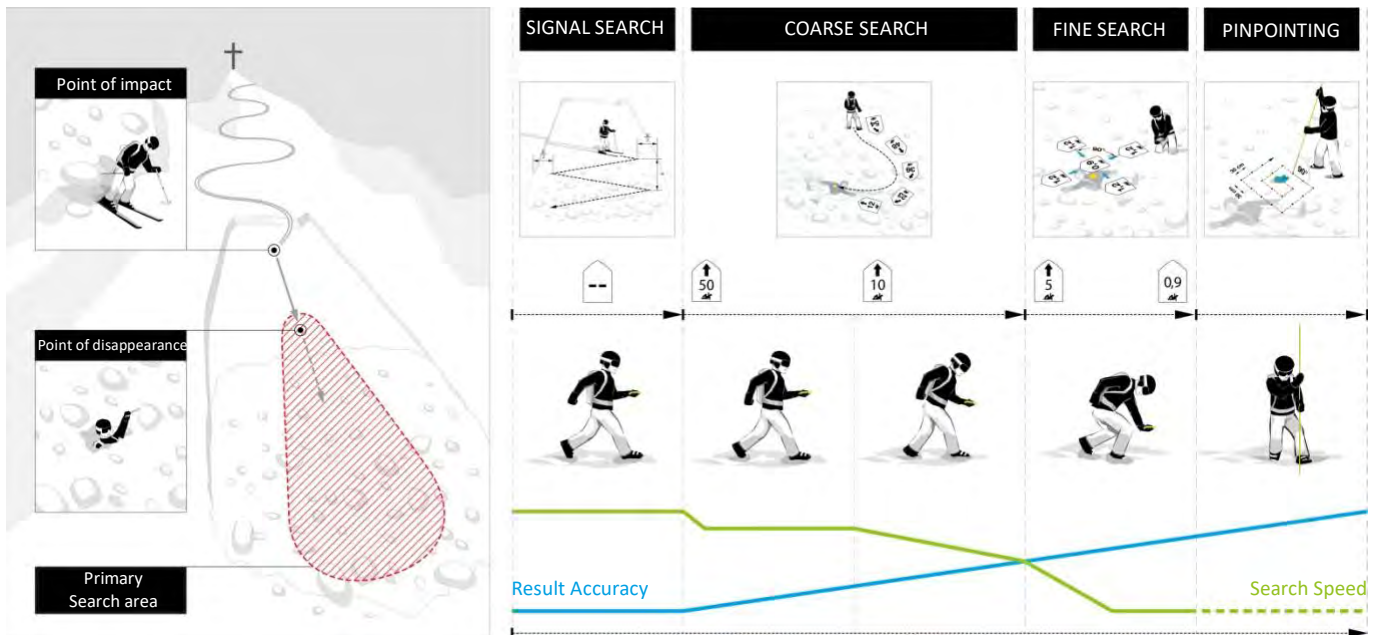 Point of impact
Point of disappearance
Primary
Search area
SIGNAL SEARCH
COARSE SEARCH
FINE SEARCH
PINPOINTING
--
50
10
5
0,9
Result Accuracy
Search Speed